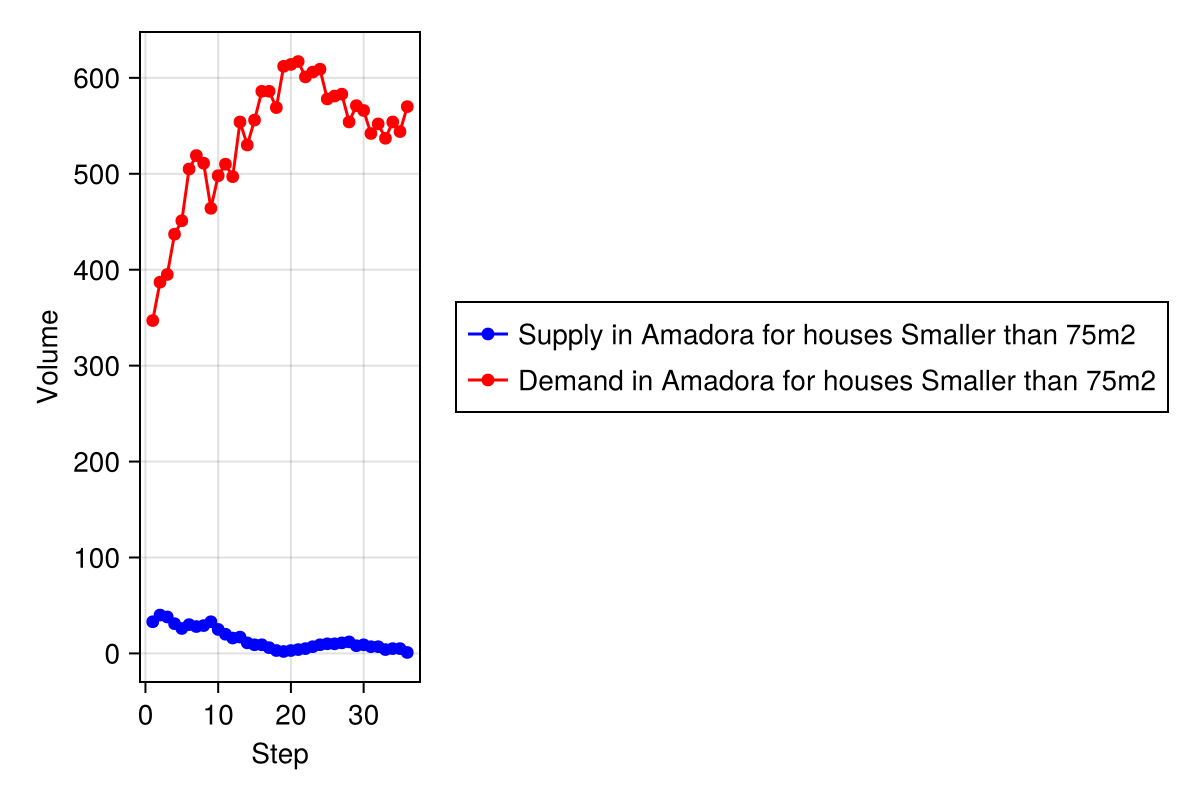 600
500
400
300
200
100
0
Volume
0 10 20 30
Step
Supply in Amadora for houses Smaller than 75m2
Demand in Amadora for houses Smaller than 75m2